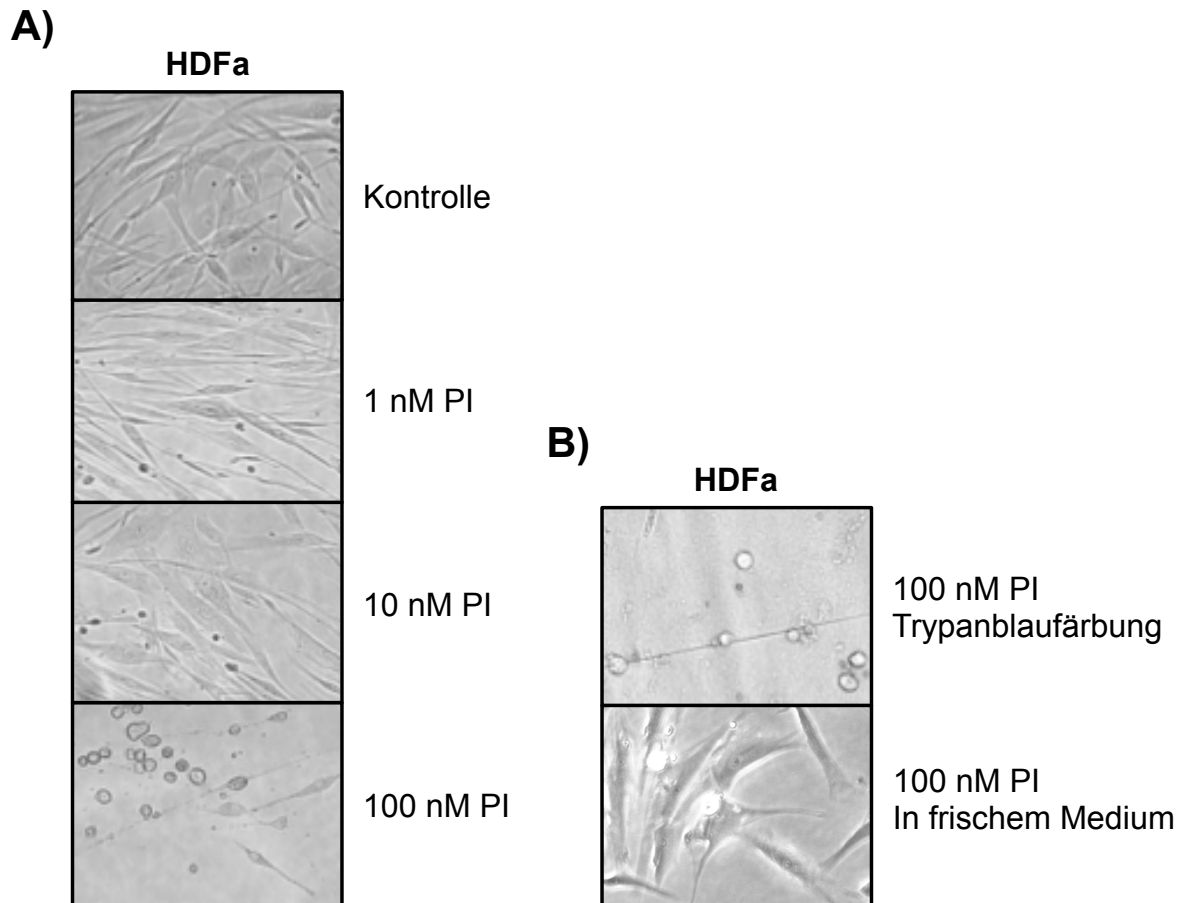 A)
HDFa
Kontrolle
1 nM PI
10 nM PI
100 nM PI
B)
HDFa
100 nM PI
Trypanblaufärbung
100 nM PI
In frischem Medium